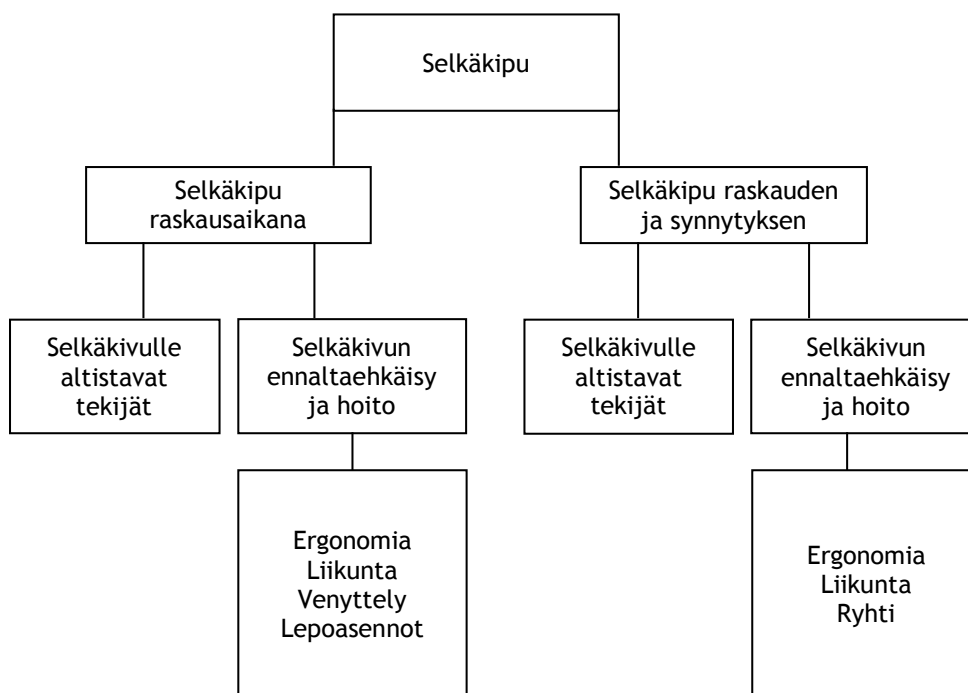 Selkäkipu
Selkäkipu
raskausaikana
Selkäkipu raskauden
ja synnytyksen
Selkäkivulle
altistavat
tekijät
Selkäkivun
ennaltaehkäisy
ja hoito
Selkäkivulle
altistavat
tekijät
Selkäkivun
ennaltaehkäisy
ja hoito
Ergonomia
Liikunta
Venyttely
Lepoasennot
Ergonomia
Liikunta
Ryhti